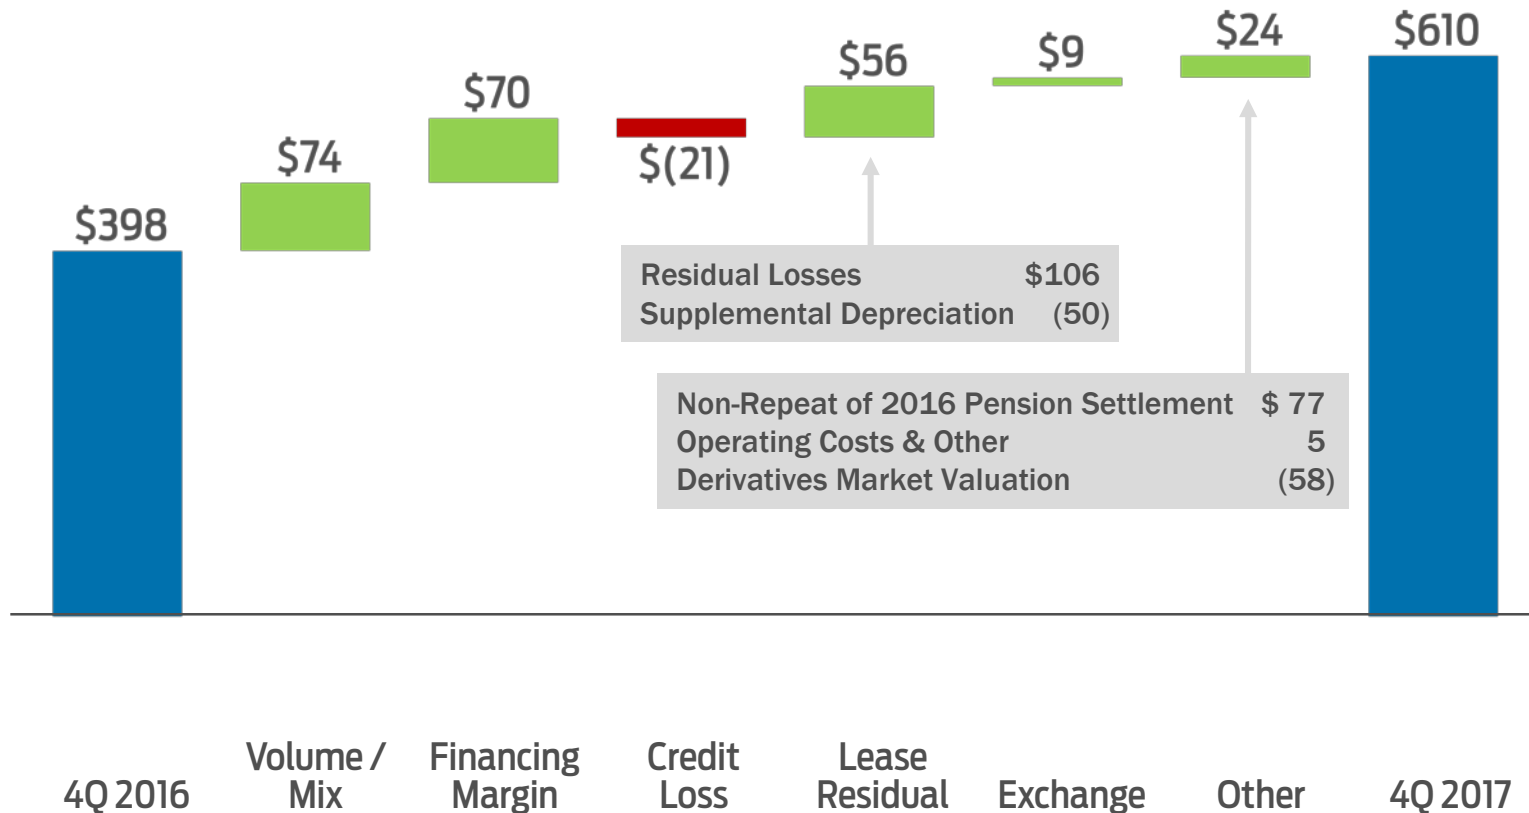 $398
$74
$70
$(21)
$56
$9
$24
$610
Residual Losses $106
Supplemental Depreciation (50)
Non-Repeat of 2016 Pension Settlement $ 77
Operating Costs & Other 5
Derivatives Market Valuation (58)
4Q 2016
Volume /
Mix
Financing
Margin
Credit
Loss
Lease
Residual
Exchange
Other
4Q 2017